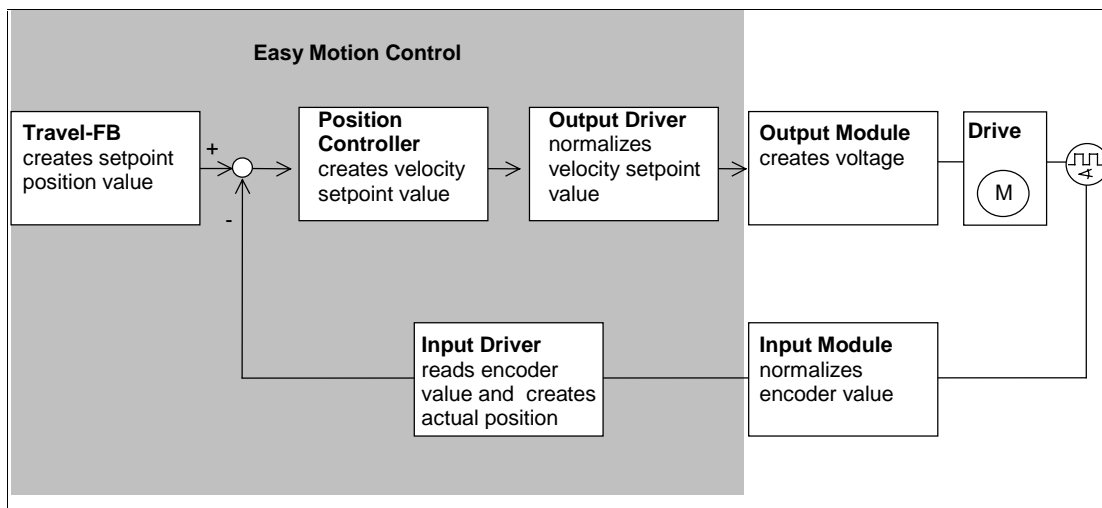 Easy Motion Control
Travel-FB
creates setpoint
position value
+
-
Position
Controller
creates velocity
setpoint value
Output Driver
normalizes
velocity setpoint
value
Output Module
creates voltage
Drive
M
Input Driver
reads encoder
value and creates
actual position
Input Module
normalizes
encoder value